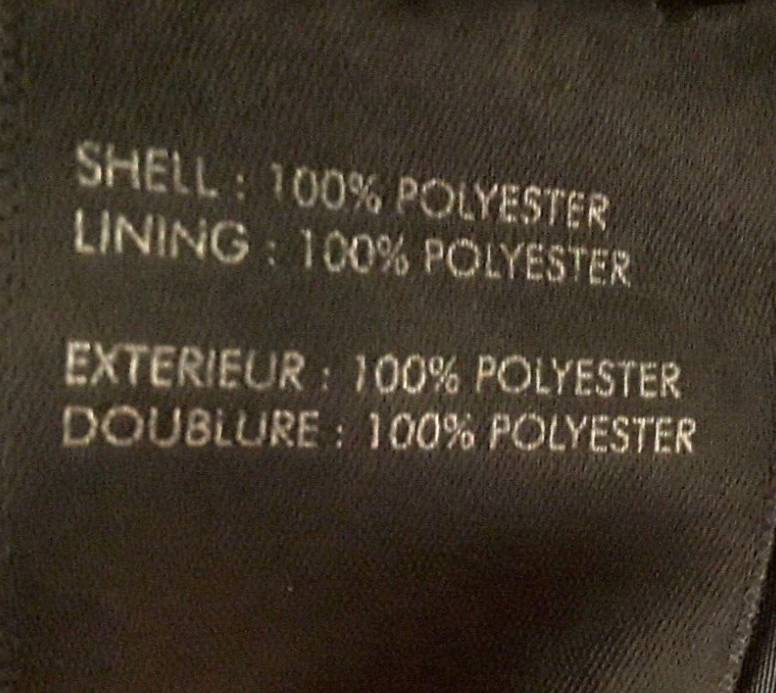 SHELL : 100% POLYESTER
LINING : 100% POLYESTER
EXTERIEUR : 100% POLYESTER
DOUBLURE : 100% POLYESTER